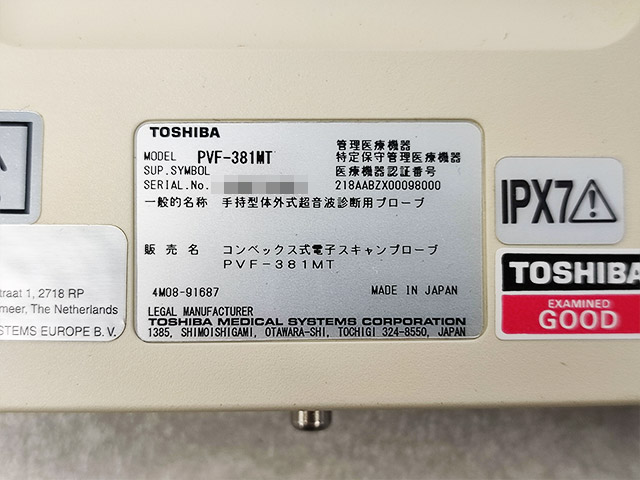 TOSHIBA
MODEL PVF-381MT
SUP.SYMBOL
SERIAL.No.
管理医療機器
特定保守管理医療機器
医療機器認証番号
218AABZX00098000
一般的名称 手持型体外式超音波診断用プローブ
販売名 コンベックス式電子スキャンプローブ
PVF-381MT
4M08-91687 MADE IN JAPAN
LEGAL MANUFACTURER
TOSHIBA MEDICAL SYSTEMS CORPORATION
1385, SHIMOISHIGAMI, OTAWARA-SHI, TOCHIGI 324-8550, JAPAN
traat 1, 2718 RP
meer, The Netherlands
STEMS EUROPE B.V.
IPX7
TOSHIBA
EXAMINED
GOOD